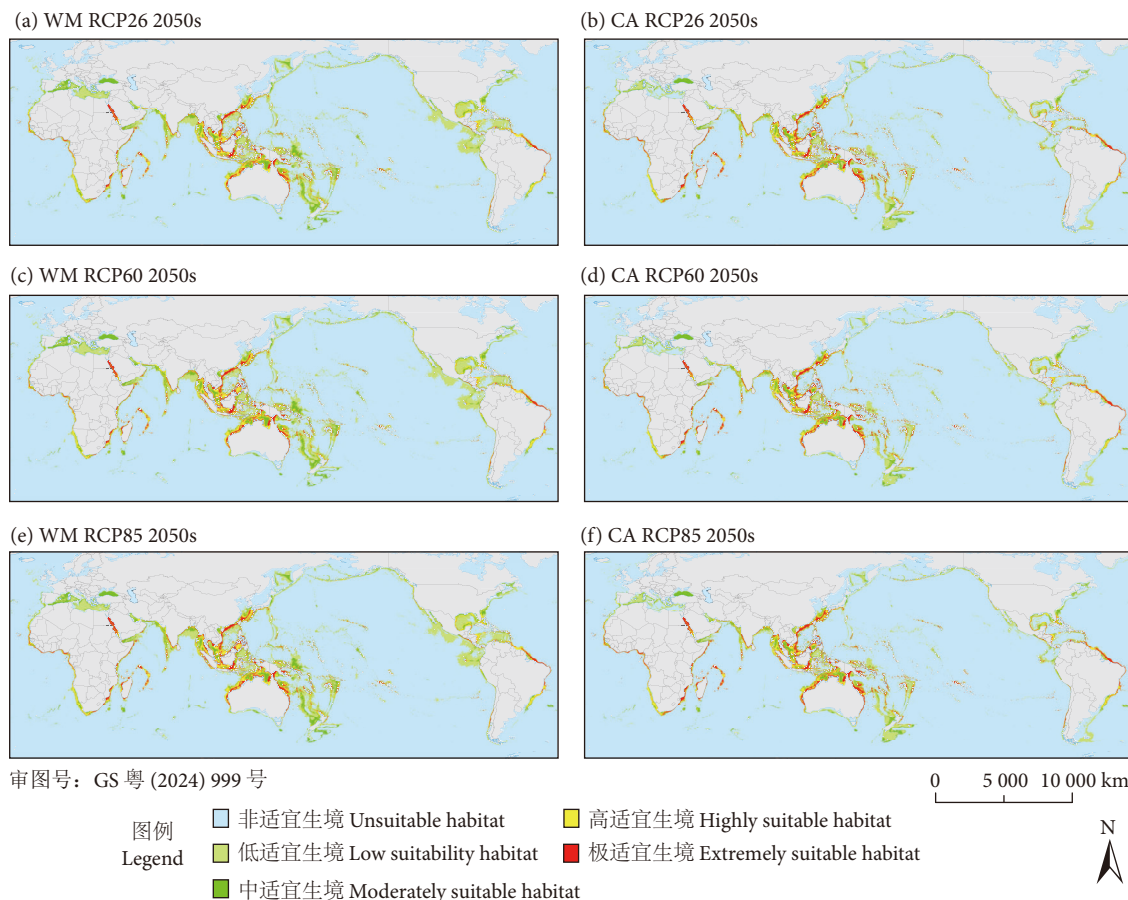 (a) WM RCP26 2050s
(b) CA RCP26 2050s
(c) WM RCP60 2050s
(d) CA RCP60 2050s
(e) WM RCP85 2050s
(f) CA RCP85 2050s
审图号：GS 粤 (2024) 999 号
0 5 000 10 000 km
图例
Legend
非适宜生境 Unsuitable habitat
低适宜生境 Low suitability habitat
中适宜生境 Moderately suitable habitat
高适宜生境 Highly suitable habitat
极适宜生境 Extremely suitable habitat
N